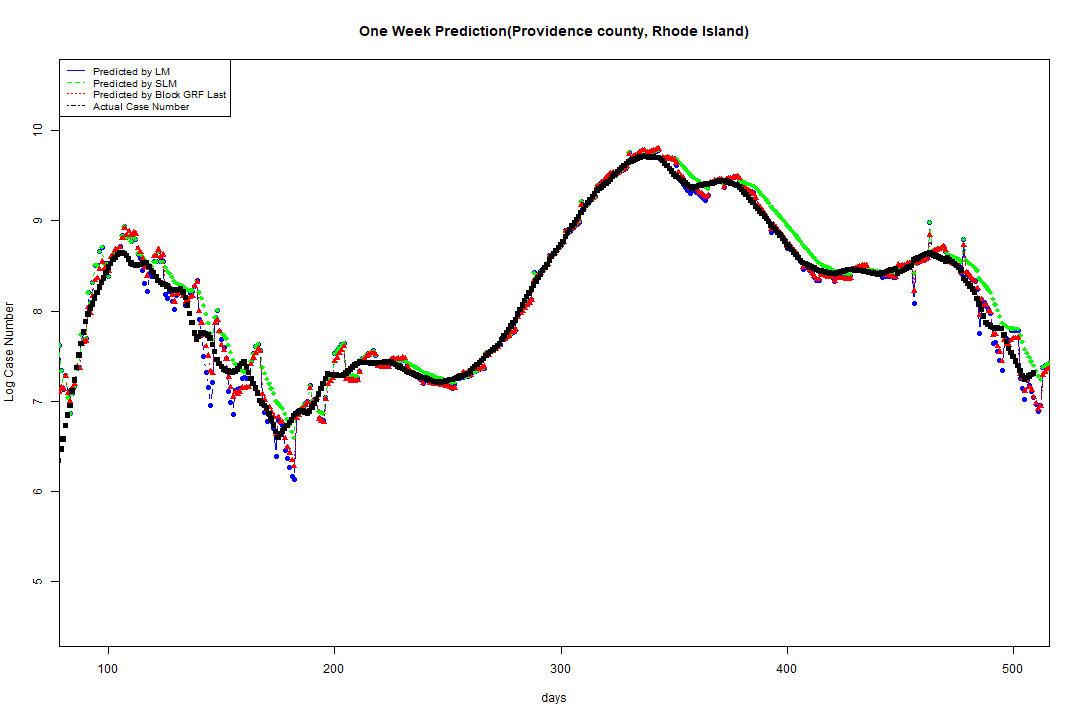 One Week Prediction(Providence county, Rhode Island)
Predicted by LM
Predicted by SLM
Predicted by Block GRF Last
Actual Case Number
10
9
8
7
6
5
Log Case Number
100
200
300
400
500
days